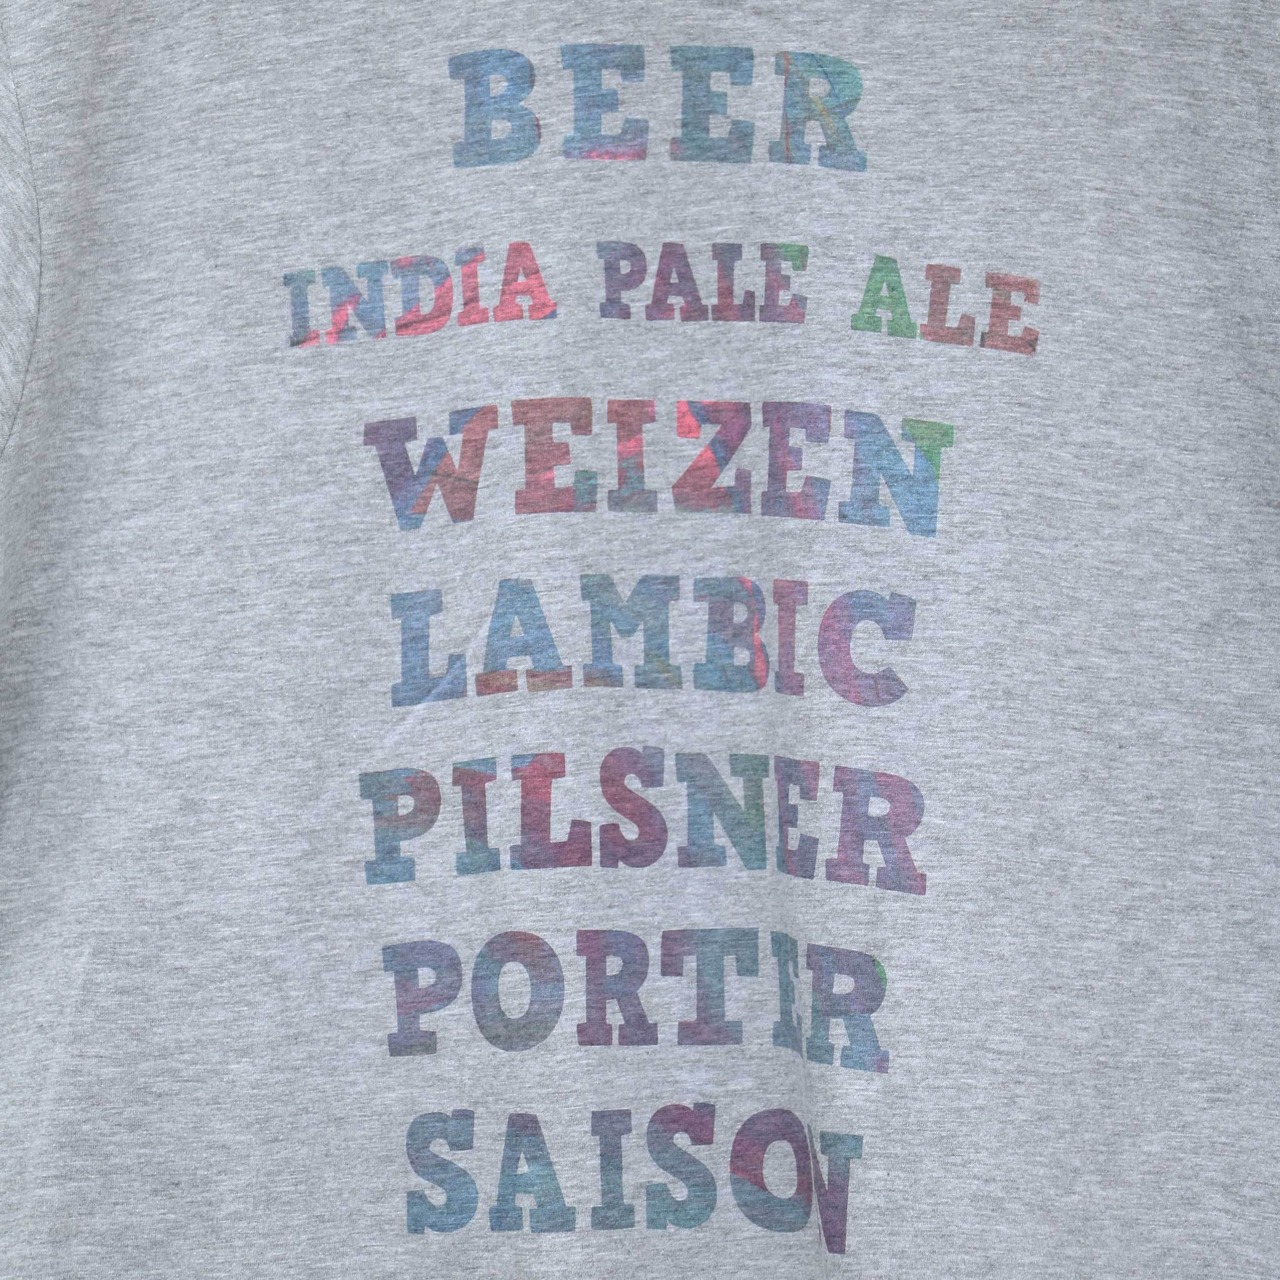 BEER
INDIA PALE ALE
WEIZEN
LAMBIC
PILSNER
PORTER
SAISON